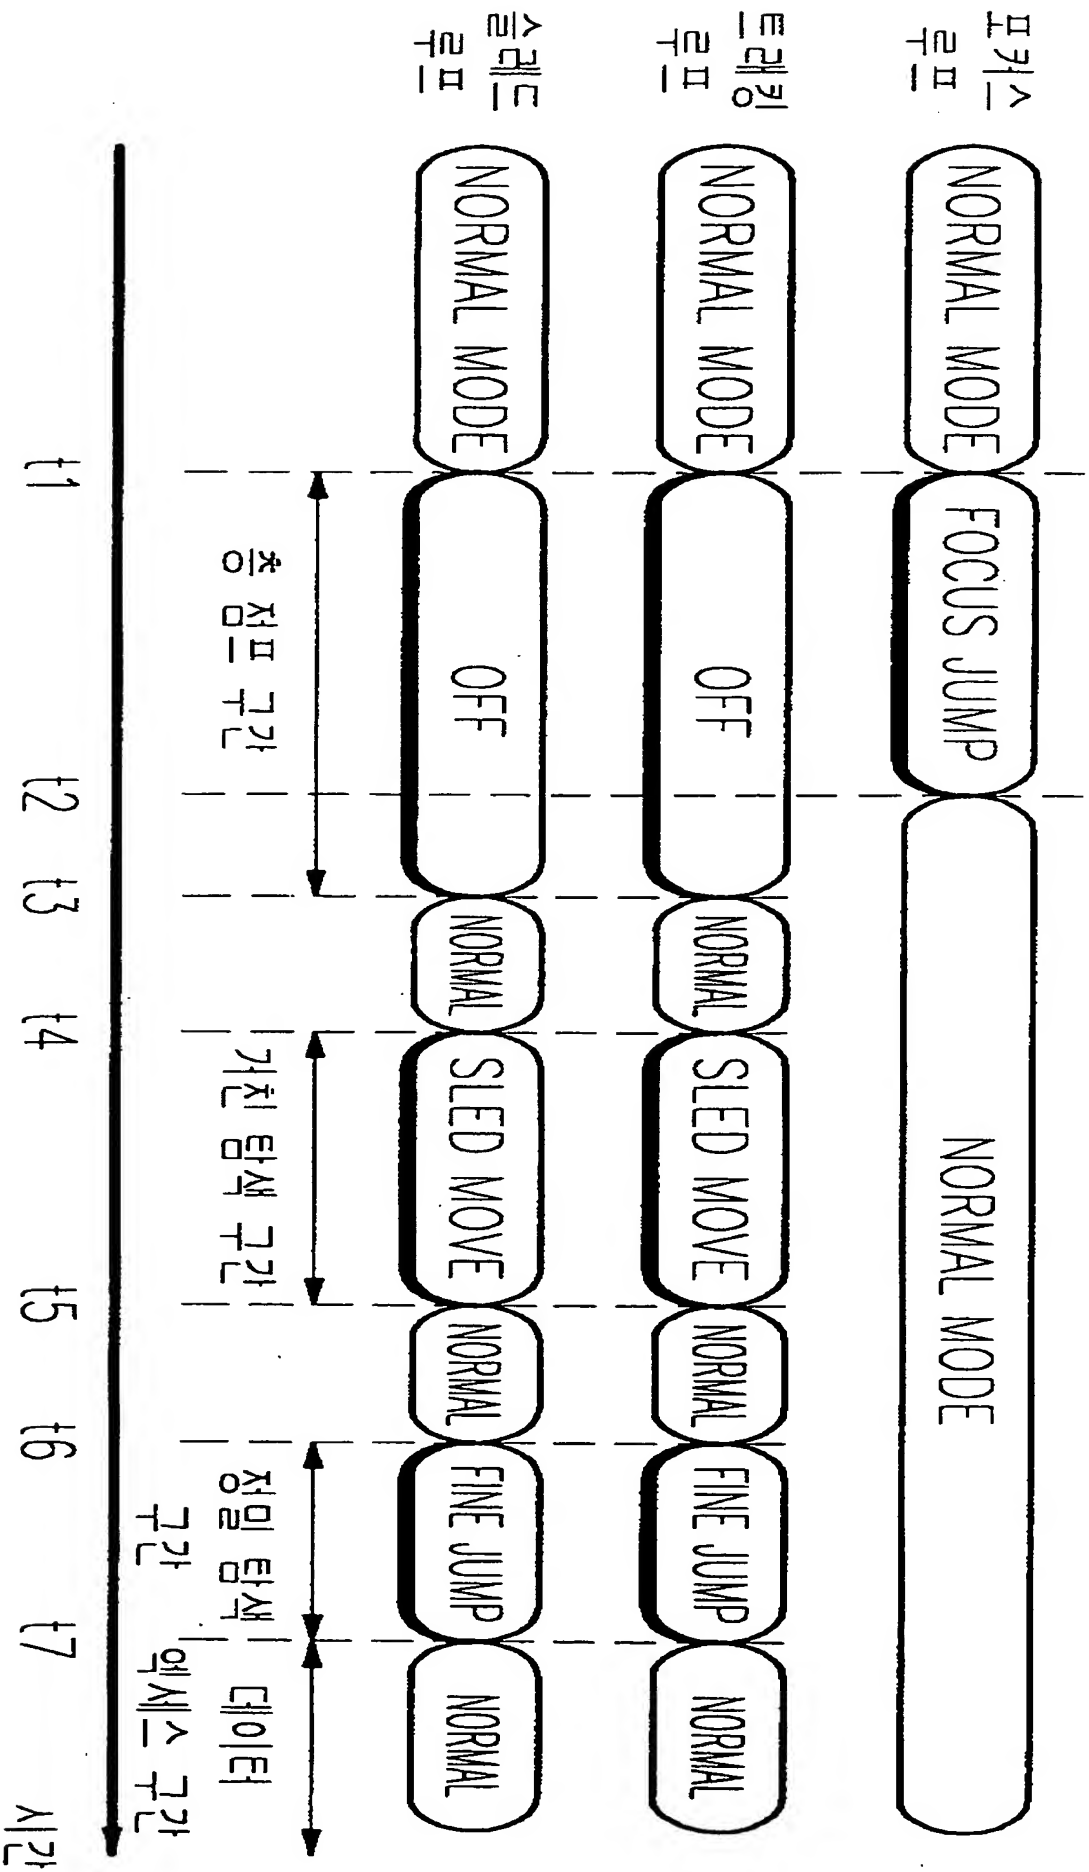 포커스
루프
NORMAL MODE
FOCUS JUMP
NORMAL MODE
트래킹
루프
NORMAL MODE
OFF
NORMAL
SLED MOVE
NORMAL
FINE JUMP
NORMAL
슬레드
루프
NORMAL MODE
OFF
NORMAL
SLED MOVE
NORMAL
FINE JUMP
NORMAL
층 점프 구간
거친 탐색 구간
정밀 탐색
구간
데이터
액세스 구간
t1
t2
t3
t4
t5
t6
t7
시간